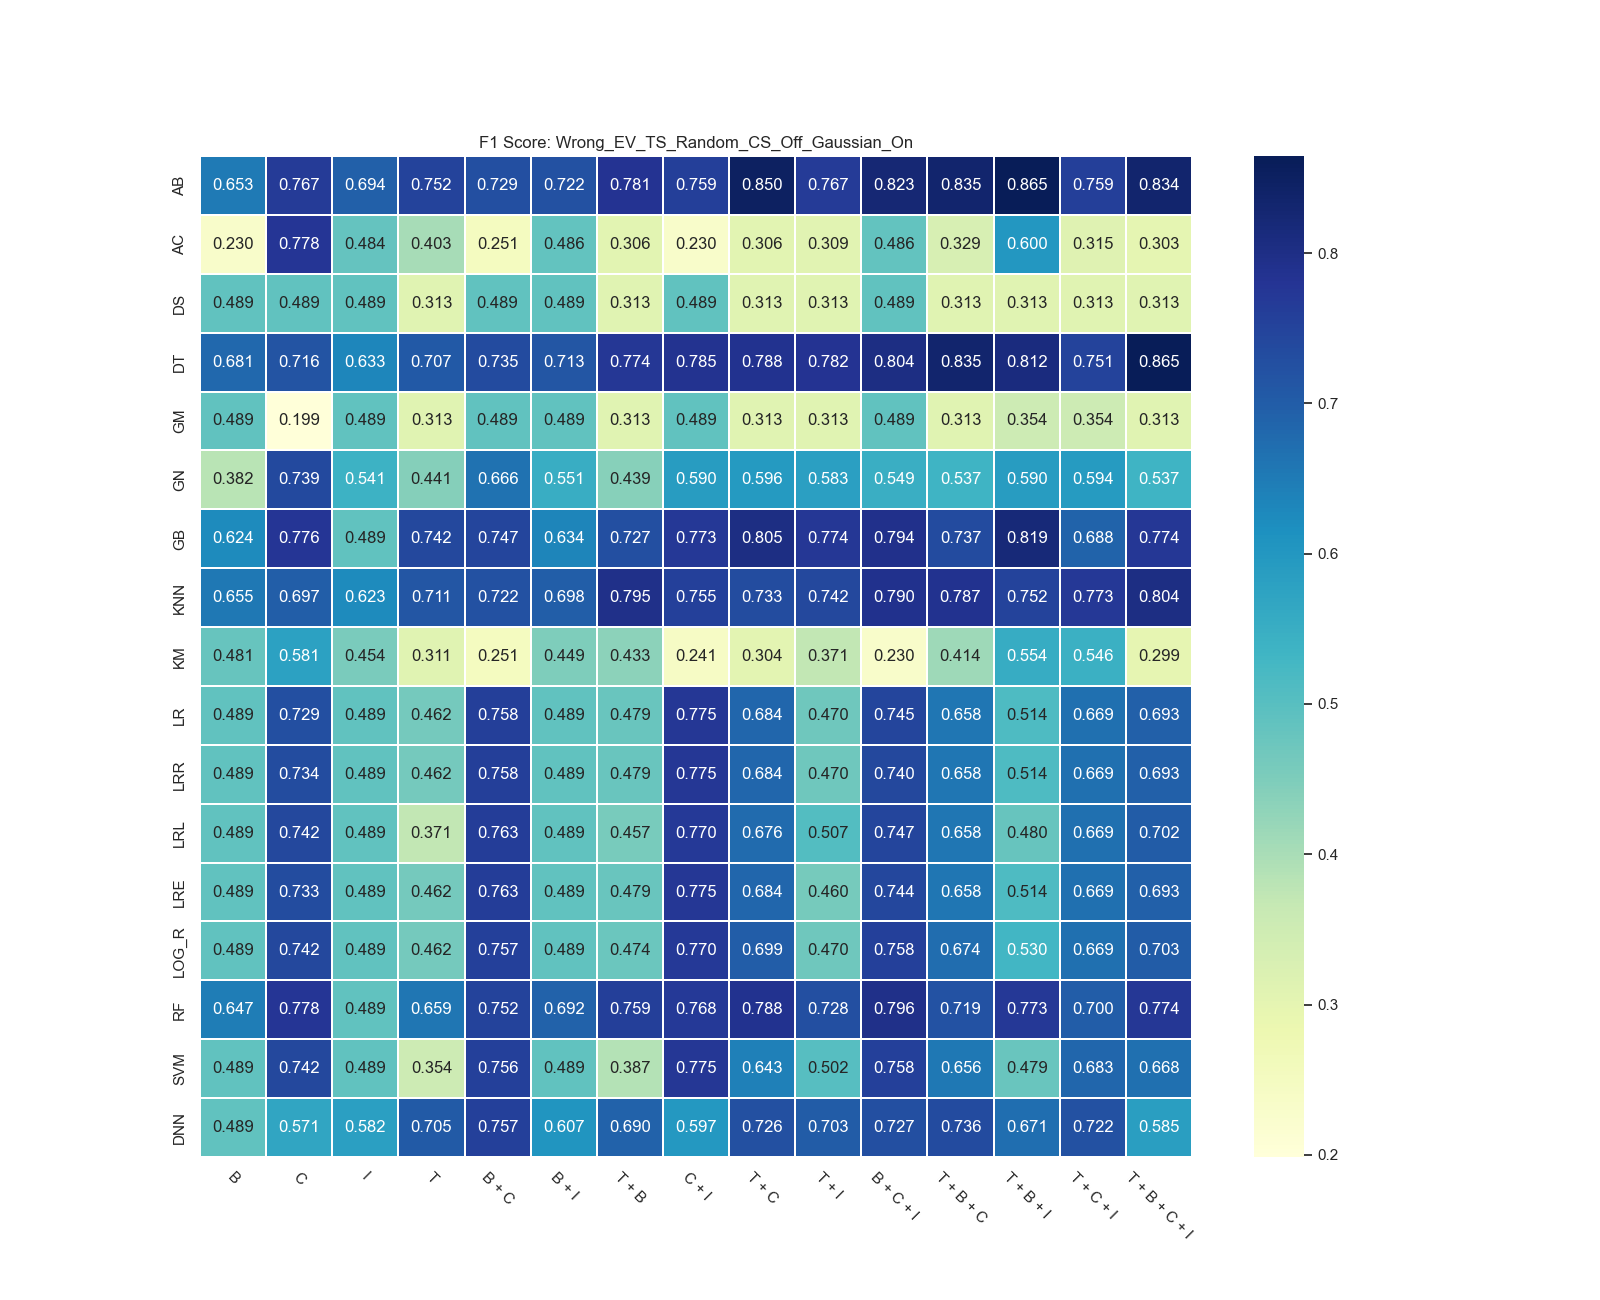 F1 Score: Wrong_EV_TS_Random_CS_Off_Gaussian_On
AB 0.653 0.767 0.694 0.752 0.729 0.722 0.781 0.759 0.850 0.767 0.823 0.835 0.865 0.759 0.834
AC 0.230 0.778 0.484 0.403 0.251 0.486 0.306 0.230 0.306 0.309 0.486 0.329 0.600 0.315 0.303
DS 0.489 0.489 0.489 0.313 0.489 0.489 0.313 0.489 0.313 0.313 0.489 0.313 0.313 0.313 0.313
DT 0.681 0.716 0.633 0.707 0.735 0.713 0.774 0.785 0.788 0.782 0.804 0.835 0.812 0.751 0.865
GM 0.489 0.199 0.489 0.313 0.489 0.489 0.313 0.489 0.313 0.313 0.489 0.313 0.354 0.354 0.313
GN 0.382 0.739 0.541 0.441 0.666 0.551 0.439 0.590 0.596 0.583 0.549 0.537 0.590 0.594 0.537
GB 0.624 0.776 0.489 0.742 0.747 0.634 0.727 0.773 0.805 0.774 0.794 0.737 0.819 0.688 0.774
KNN 0.655 0.697 0.623 0.711 0.722 0.698 0.795 0.755 0.733 0.742 0.790 0.787 0.752 0.773 0.804
KM 0.481 0.581 0.454 0.311 0.251 0.449 0.433 0.241 0.304 0.371 0.230 0.414 0.554 0.546 0.299
LR 0.489 0.729 0.489 0.462 0.758 0.489 0.479 0.775 0.684 0.470 0.745 0.658 0.514 0.669 0.693
LRR 0.489 0.734 0.489 0.462 0.758 0.489 0.479 0.775 0.684 0.470 0.740 0.658 0.514 0.669 0.693
LRL 0.489 0.742 0.489 0.371 0.763 0.489 0.457 0.770 0.676 0.507 0.747 0.658 0.480 0.669 0.702
LRE 0.489 0.733 0.489 0.462 0.763 0.489 0.479 0.775 0.684 0.460 0.744 0.658 0.514 0.669 0.693
LOG_R 0.489 0.742 0.489 0.462 0.757 0.489 0.474 0.770 0.699 0.470 0.758 0.674 0.530 0.669 0.703
RF 0.647 0.778 0.489 0.659 0.752 0.692 0.759 0.768 0.788 0.728 0.796 0.719 0.773 0.700 0.774
SVM 0.489 0.742 0.489 0.354 0.756 0.489 0.387 0.775 0.643 0.502 0.758 0.656 0.479 0.683 0.668
DNN 0.489 0.571 0.582 0.705 0.757 0.607 0.690 0.597 0.726 0.703 0.727 0.736 0.671 0.722 0.585
B
C
I
T
B + C
B + I
T + B
C + I
T + C
T + I
B + C + I
T + B + C
T + B + I
T + C + I
T + B + C + I
0.8
0.7
0.6
0.5
0.4
0.3
0.2